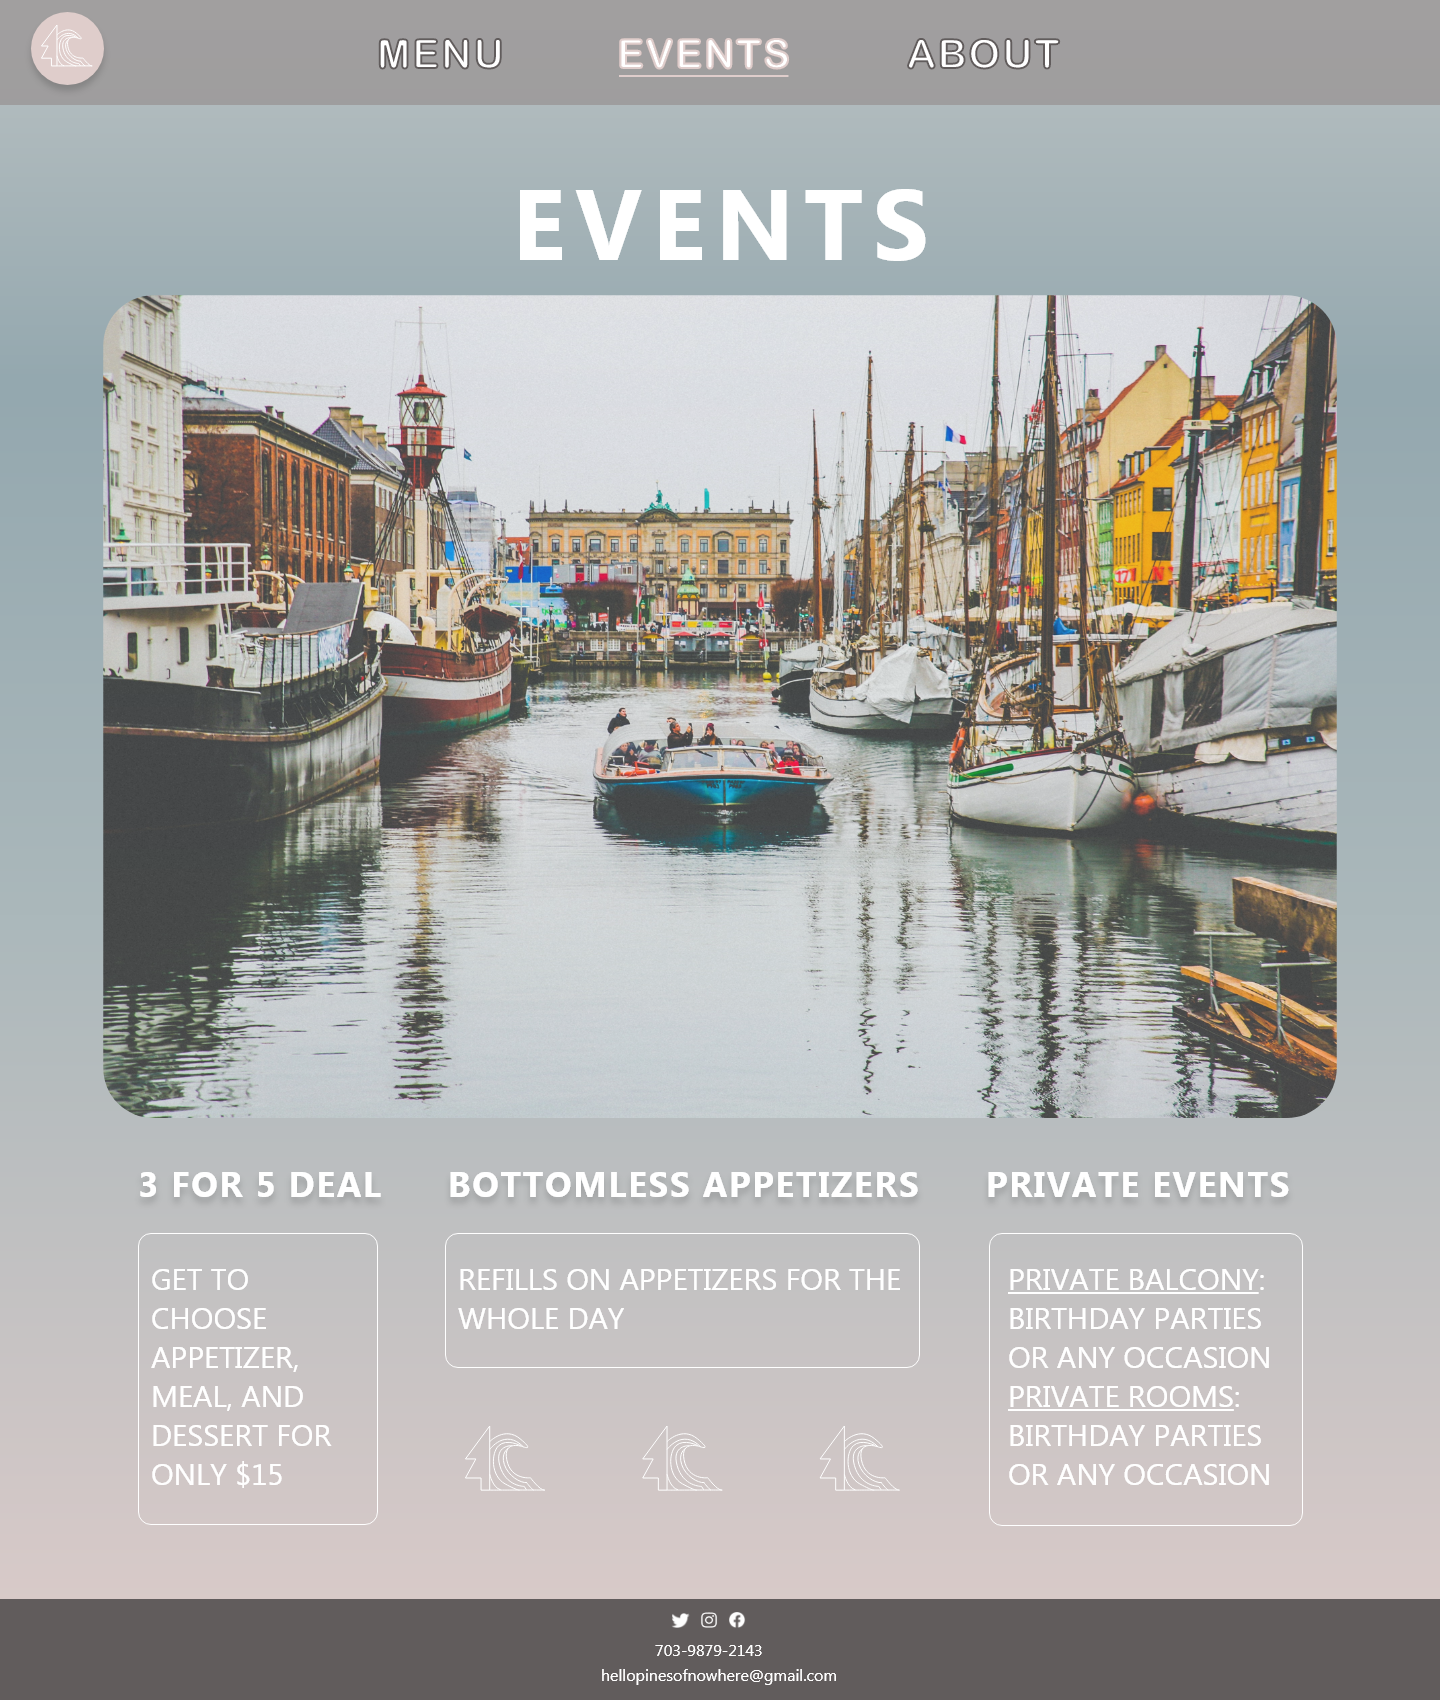 MENU
EVENTS
ABOUT
EVENTS
3 FOR 5 DEAL
GET TO
CHOOSE
APPETIZER,
MEAL, AND
DESSERT FOR
ONLY $15
BOTTOMLESS APPETIZERS
REFILLS ON APPETIZERS FOR THE
WHOLE DAY
PRIVATE EVENTS
PRIVATE BALCONY:
BIRTHDAY PARTIES
OR ANY OCCASION
PRIVATE ROOMS:
BIRTHDAY PARTIES
OR ANY OCCASION
703-9879-2143
hellopinesofnowhere@gmail.com